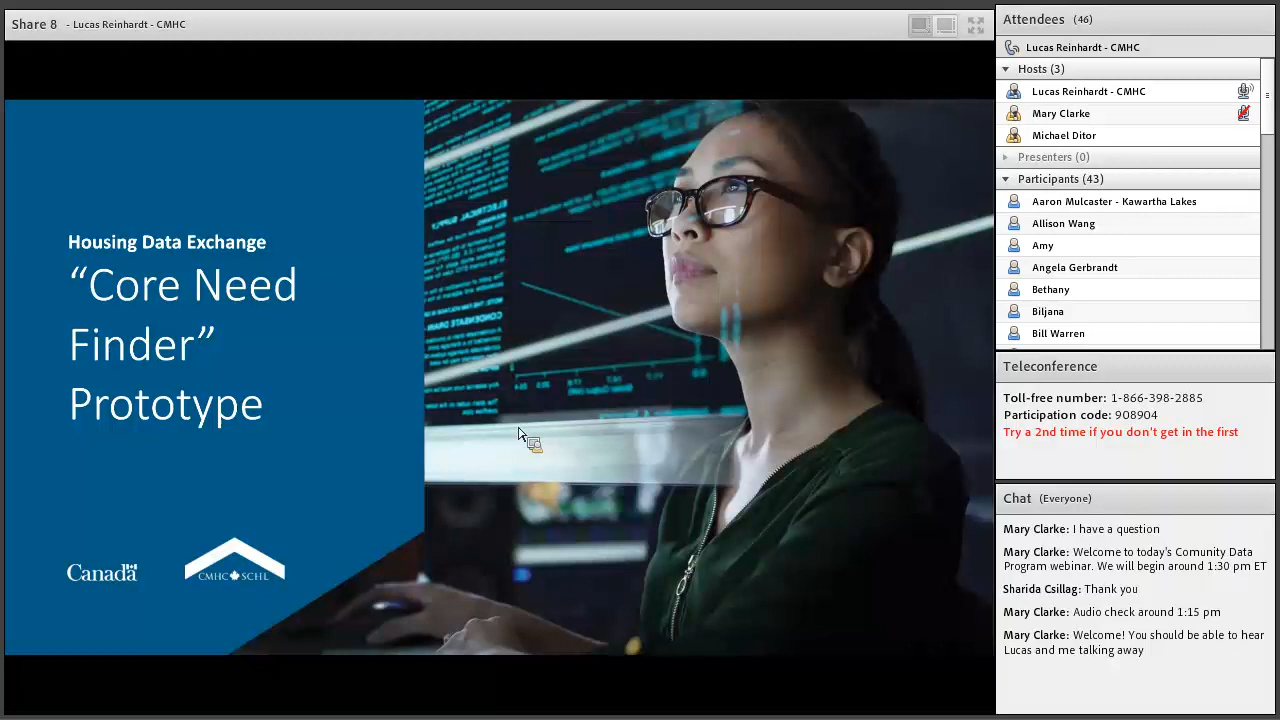 Share 8 - Lucas Reinhardt - CMHC
Housing Data Exchange
“Core Need
Finder”
Prototype
Canada
CMHC SCHL
ELECTRICAL SUPPLY
CONDENSATE DRAIN
Attendees (46)
Lucas Reinhardt - CMHC
Hosts (3)
Lucas Reinhardt - CMHC
Mary Clarke
Michael Ditor
Presenters (0)
Participants (43)
Aaron Mulcaster - Kawartha Lakes
Allison Wang
Amy
Angela Gerbrandt
Bethany
Biljana
Bill Warren
Teleconference
Toll-free number: 1-866-398-2885
Participation code: 908904
Try a 2nd time if you don't get in the first
Chat (Everyone)
Mary Clarke: I have a question
Mary Clarke: Welcome to today's Comunity Data
Program webinar. We will begin around 1:30 pm ET
Sharida Csillag: Thank you
Mary Clarke: Audio check around 1:15 pm
Mary Clarke: Welcome! You should be able to hear
Lucas and me talking away